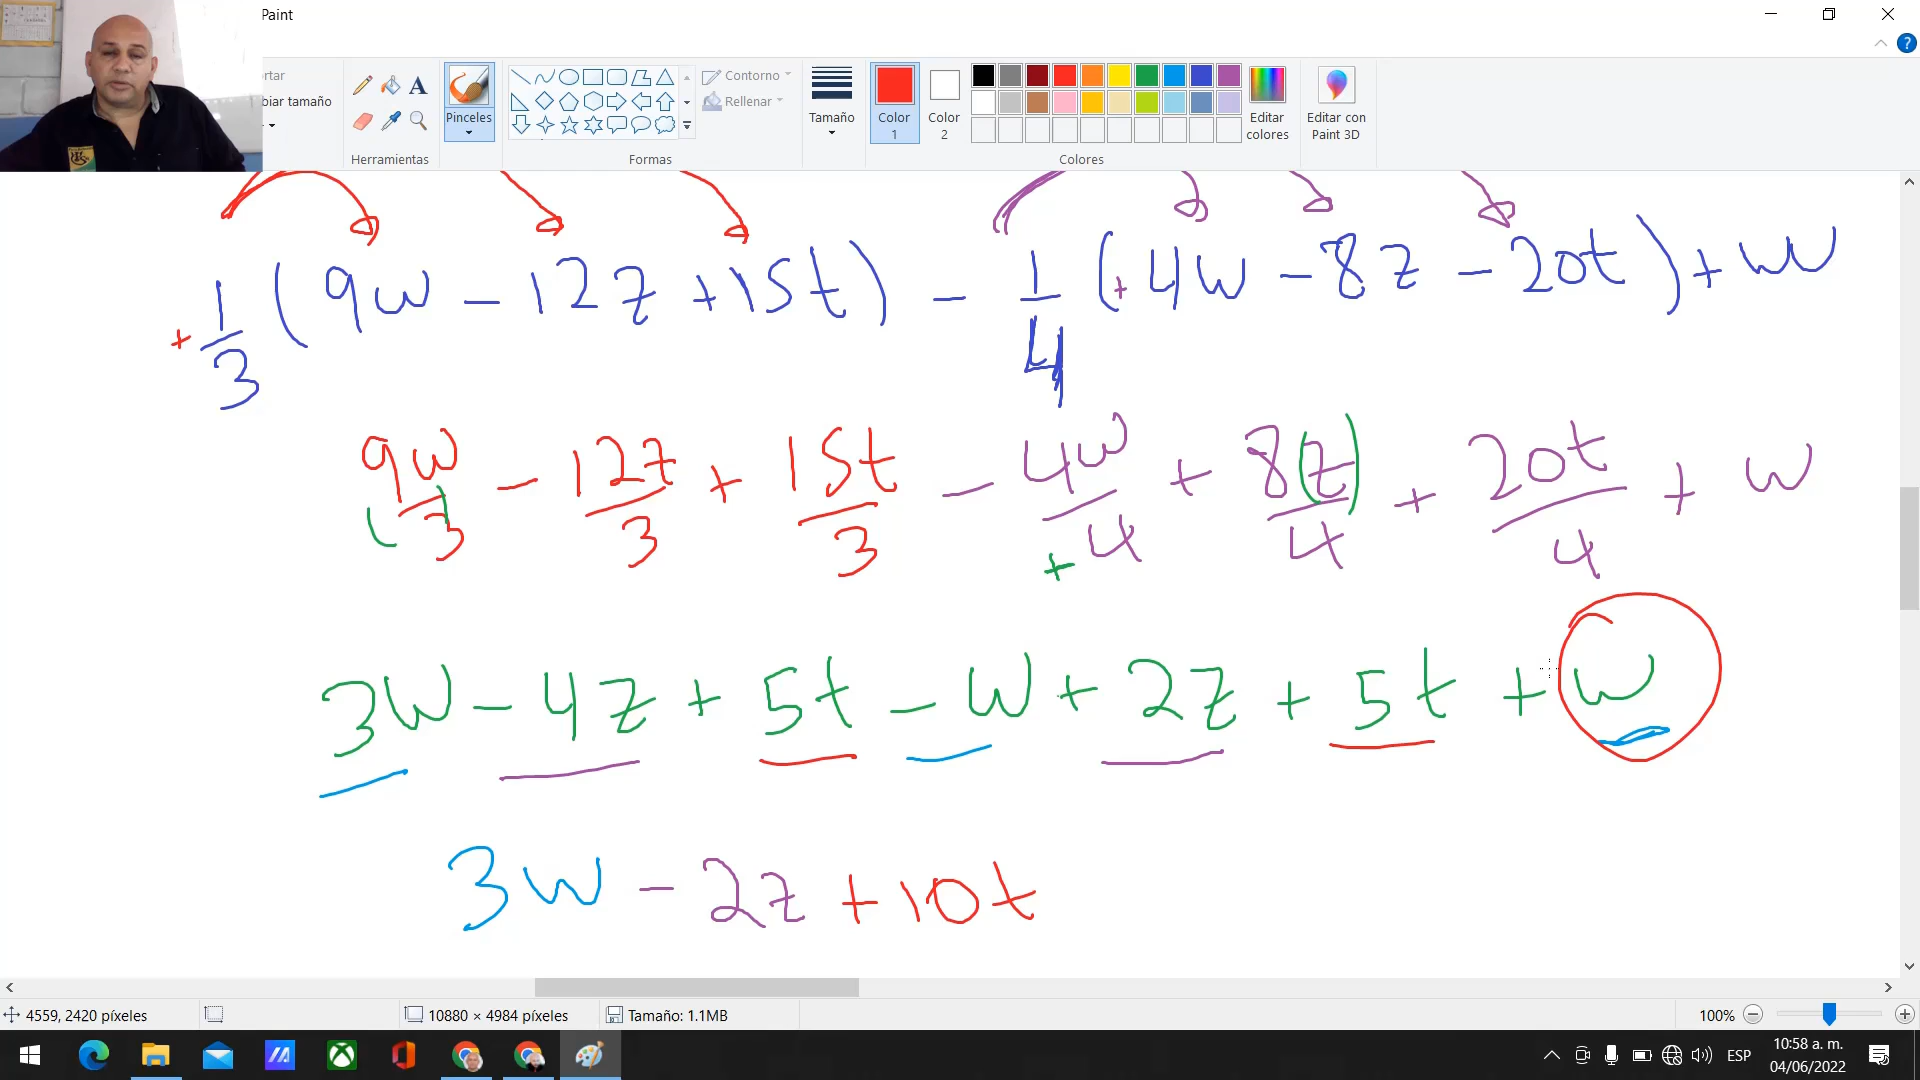 Paint
ortar
biar tamaño
Herramientas
Pinceles
Contorno
Rellenar
Formas
Tamaño
Color 1
Color 2
Editar colores
Editar con Paint 3D
Colores
+ 1/3 (9w - 12z + 15t) - 1/4 (+4w - 8z - 20t) + w
9w/3 - 12z/3 + 15t/3 - 4w/4 + 8z/4 + 20t/4 + w
+
3w - 4z + 5t - w + 2z + 5t + w
3w - 2z + 10t
4559, 2420 píxeles
10880 × 4984 píxeles
Tamaño: 1.1MB
100%
ESP
10:58 a. m.
04/06/2022